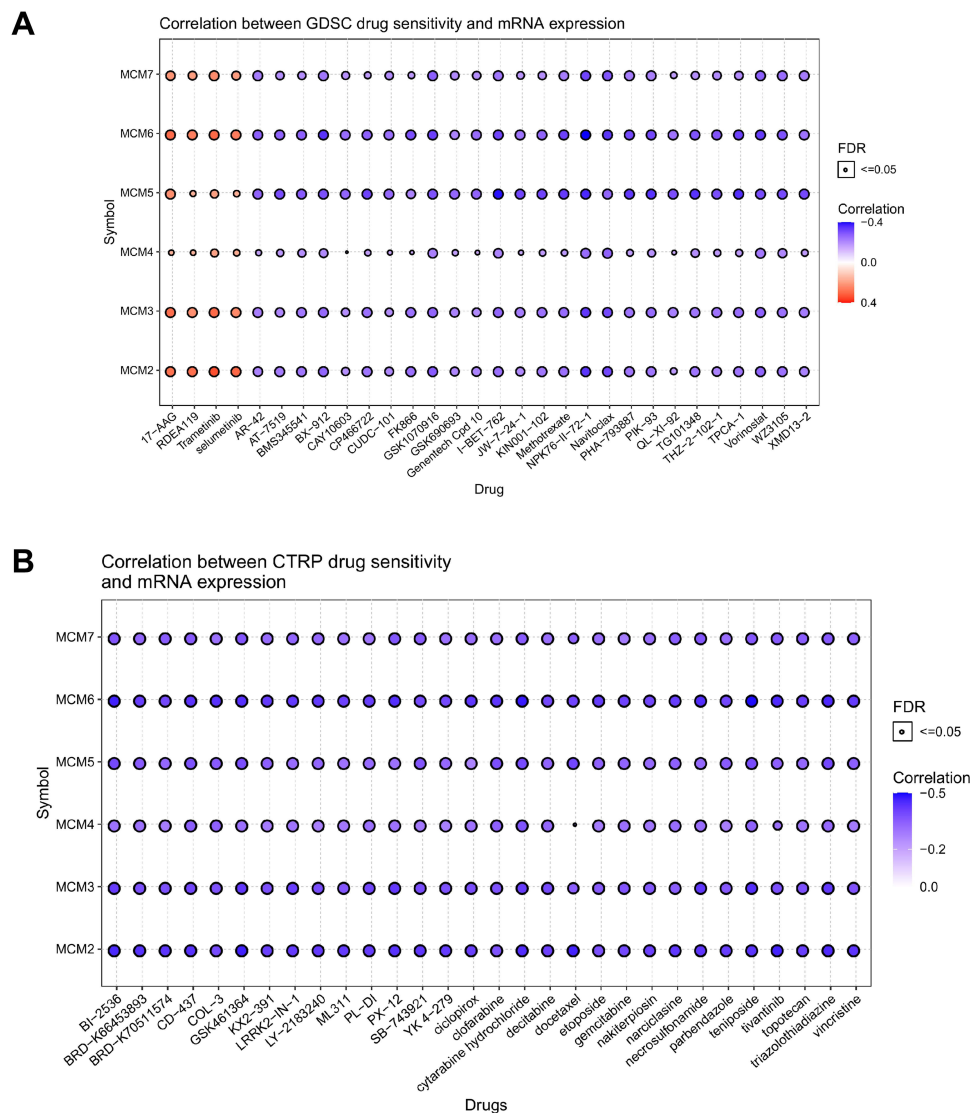 A
Correlation between GDSC drug sensitivity and mRNA expression
MCM7
MCM6
MCM5
MCM4
MCM3
MCM2
Symbol
17-AAG
RDEA119
Trametinib
selumetinib
AR-42
AT-7519
BMS345541
BX-912
CAY10603
CP466722
CUDC-101
FK866
GSK1070916
GSK690693
Genentech Cpd 10
I-BET-762
JW-7-24-1
KIN001-102
Methotrexate
NPK76-II-72-1
Navitoclax
PHA-793887
PIK-93
QL-XI-92
TG101348
THZ-2-102-1
TPCA-1
Vorinostat
WZ3105
XMD13-2
Drug
FDR
<=0.05
Correlation
-0.4
0.0
0.4
B
Correlation between CTRP drug sensitivity
and mRNA expression
MCM7
MCM6
MCM5
MCM4
MCM3
MCM2
Symbol
BI-2536
BRD-K66453893
BRD-K70511574
CD-437
COL-3
GSK461364
KX2-391
LRRK2-IN-1
LY-2183240
ML311
PL-DI
PX-12
SB-743921
YK 4-279
ciclopirox
clofarabine
cytarabine hydrochloride
decitabine
docetaxel
etoposide
gemcitabine
nakiterpiosin
narciclasine
necrosulfonamide
parbendazole
teniposide
tivantinib
topotecan
triazolothiadiazine
vincristine
Drugs
FDR
<=0.05
Correlation
-0.5
-0.2
0.0